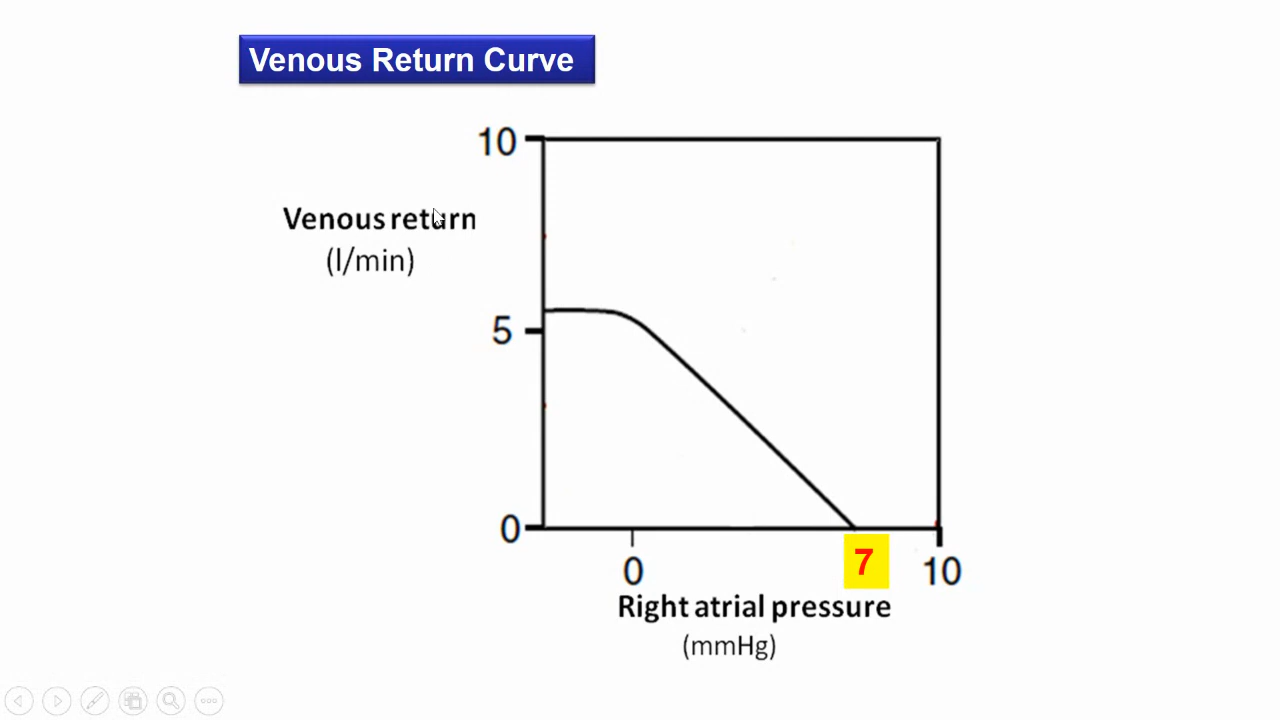 Venous Return Curve
10
Venous return
(l/min)
5
0
0
7
10
Right atrial pressure
(mmHg)